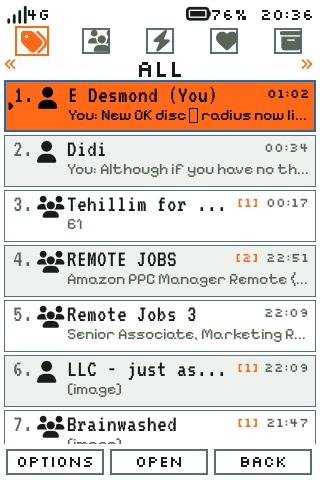 4G 76% 20:36
« »
ALL
1. E Desmond (You) 01:02
You: New OK disc radius now li...
2. Didi 00:34
You: Although if you have no th...
3. Tehillim for ... [1] 00:17
61
4. REMOTE JOBS [2] 22:51
Amazon PPC Manager Remote (...
5. Remote Jobs 3 22:09
Senior Associate, Marketing R...
6. LLC - just as... [1] 22:09
(image)
7. Brainwashed [1] 21:47
(image)
OPTIONS OPEN BACK